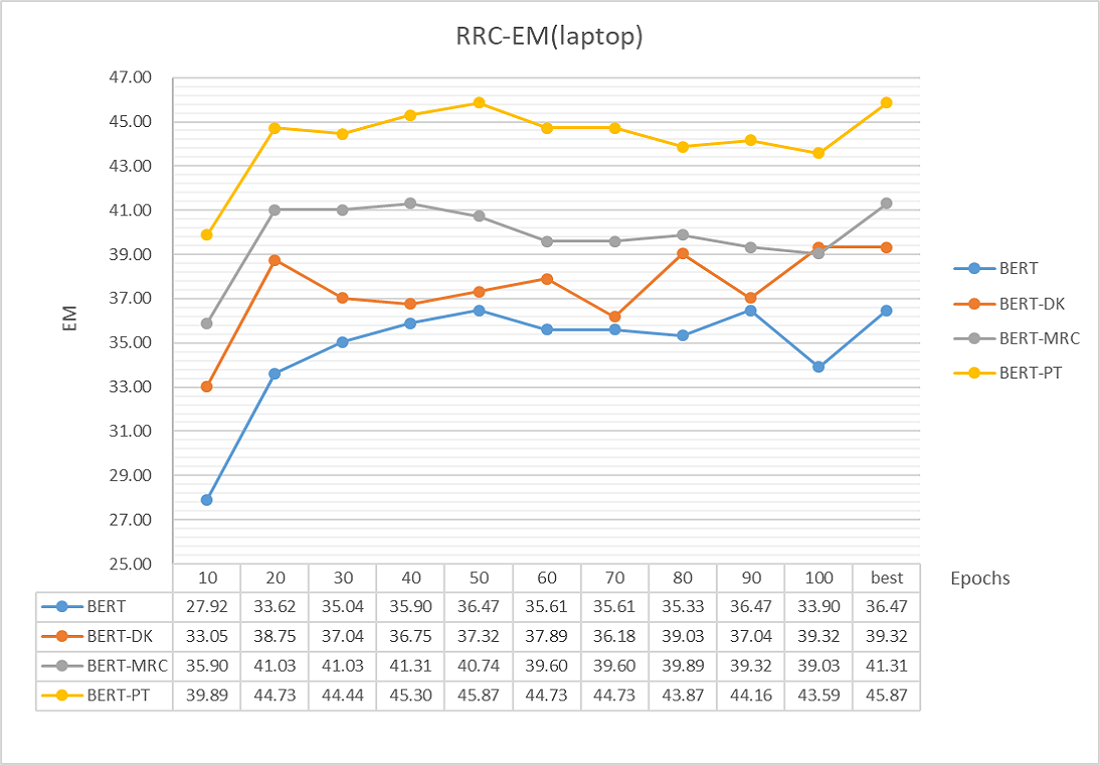 RRC-EM(laptop)
47.00
45.00
43.00
41.00
39.00
37.00
35.00
33.00
31.00
29.00
27.00
25.00
EM
BERT
BERT-DK
BERT-MRC
BERT-PT
10 20 30 40 50 60 70 80 90 100 best Epochs
BERT 27.92 33.62 35.04 35.90 36.47 35.61 35.61 35.33 36.47 33.90 36.47
BERT-DK 33.05 38.75 37.04 36.75 37.32 37.89 36.18 39.03 37.04 39.32 39.32
BERT-MRC 35.90 41.03 41.03 41.31 40.74 39.60 39.60 39.89 39.32 39.03 41.31
BERT-PT 39.89 44.73 44.44 45.30 45.87 44.73 44.73 43.87 44.16 43.59 45.87